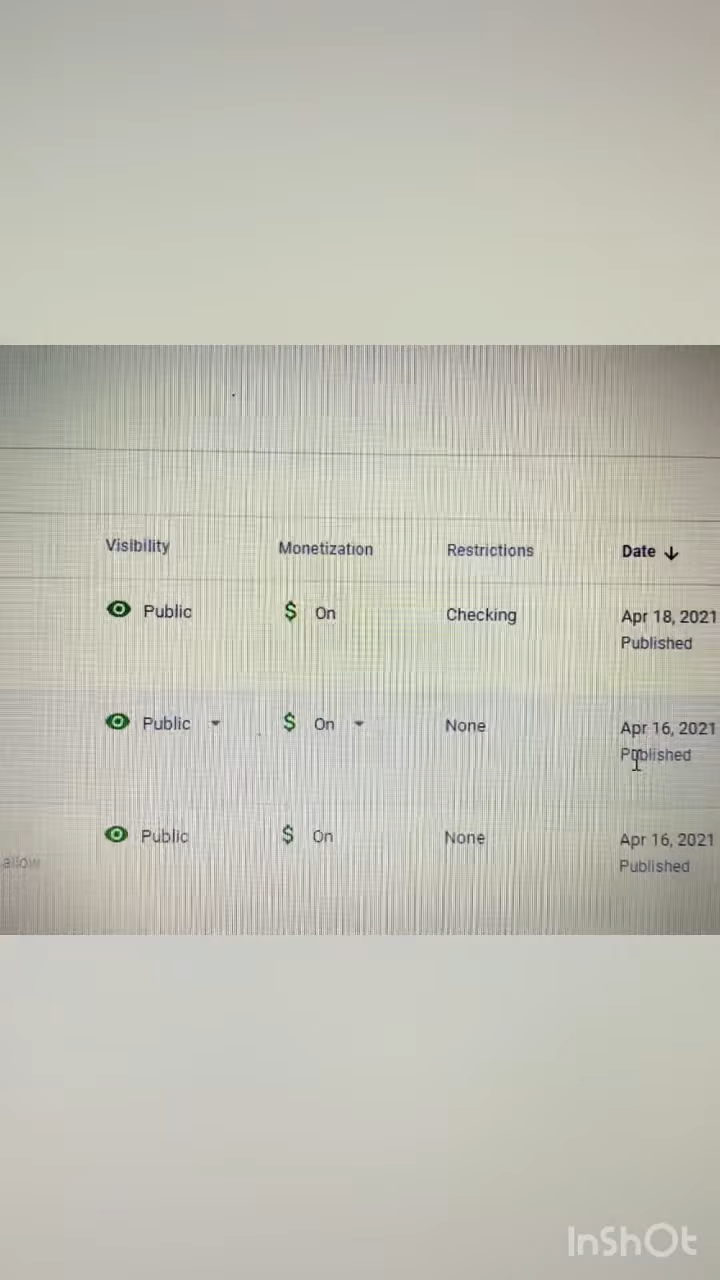 Visibility Monetization Restrictions Date
Public $ On Checking Apr 18, 2021
Published
Public $ On None Apr 16, 2021
Published
Public $ On None Apr 16, 2021
allow Published
InShOt